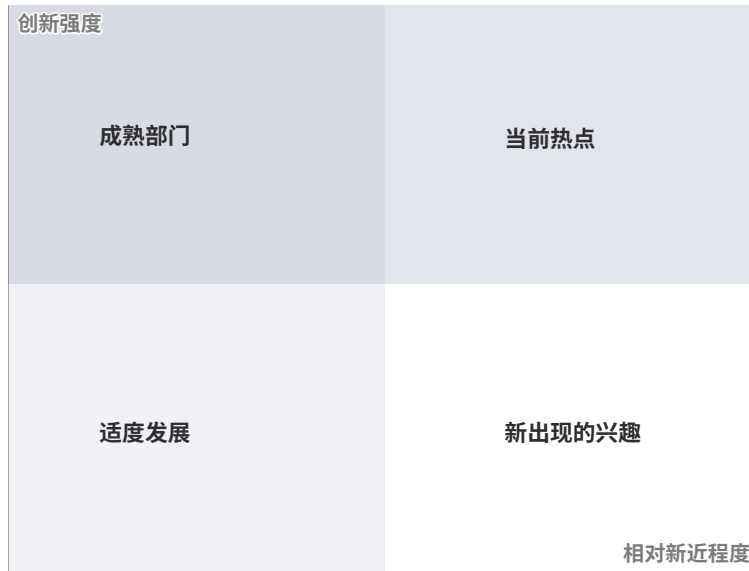 创新强度
成熟部门
当前热点
适度发展
新出现的兴趣
相对新近程度